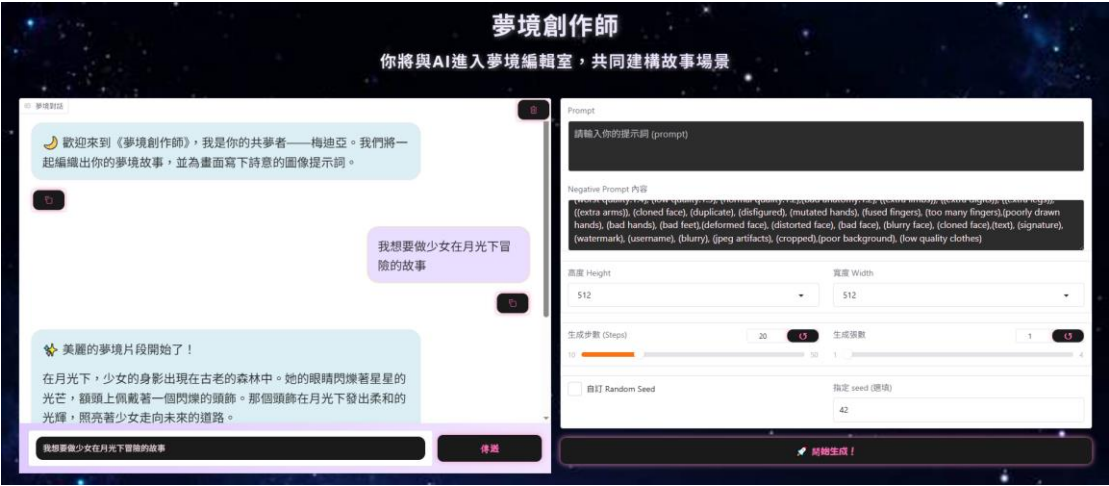 夢境創作師
你將與AI進入夢境編輯室，共同建構故事場景
夢境對話
🌙 歡迎來到《夢境創作師》，我是你的共夢者——梅迪亞。我們將一
起編織出你的夢境故事，並為畫面寫下詩意的圖像提示詞。
我想要做少女在月光下冒
險的故事
✨ 美麗的夢境片段開始了！
在月光下，少女的身影出現在古老的森林中。她的眼睛閃爍著星星的
光芒，額頭上佩戴著一個閃爍的頭飾。那個頭飾在月光下發出柔和的
光輝，照亮著少女走向未來的道路。
我想要做少女在月光下冒險的故事
傳送
Prompt
請輸入你的提示詞 (prompt)
Negative Prompt 內容
((extra arms)), (cloned face), (duplicate), (disfigured), (mutated hands), (fused fingers), (too many fingers),(poorly drawn
hands), (bad hands), (bad feet),(deformed face), (distorted face), (bad face), (blurry face), (cloned face),(text), (signature),
(watermark), (username), (blurry), (jpeg artifacts), (cropped),(poor background), (low quality clothes)
高度 Height
寬度 Width
512
512
生成步數 (Steps)
20
生成張數
1
10
50
1
4
自訂 Random Seed
指定 seed (選填)
42
🚀 開始生成！